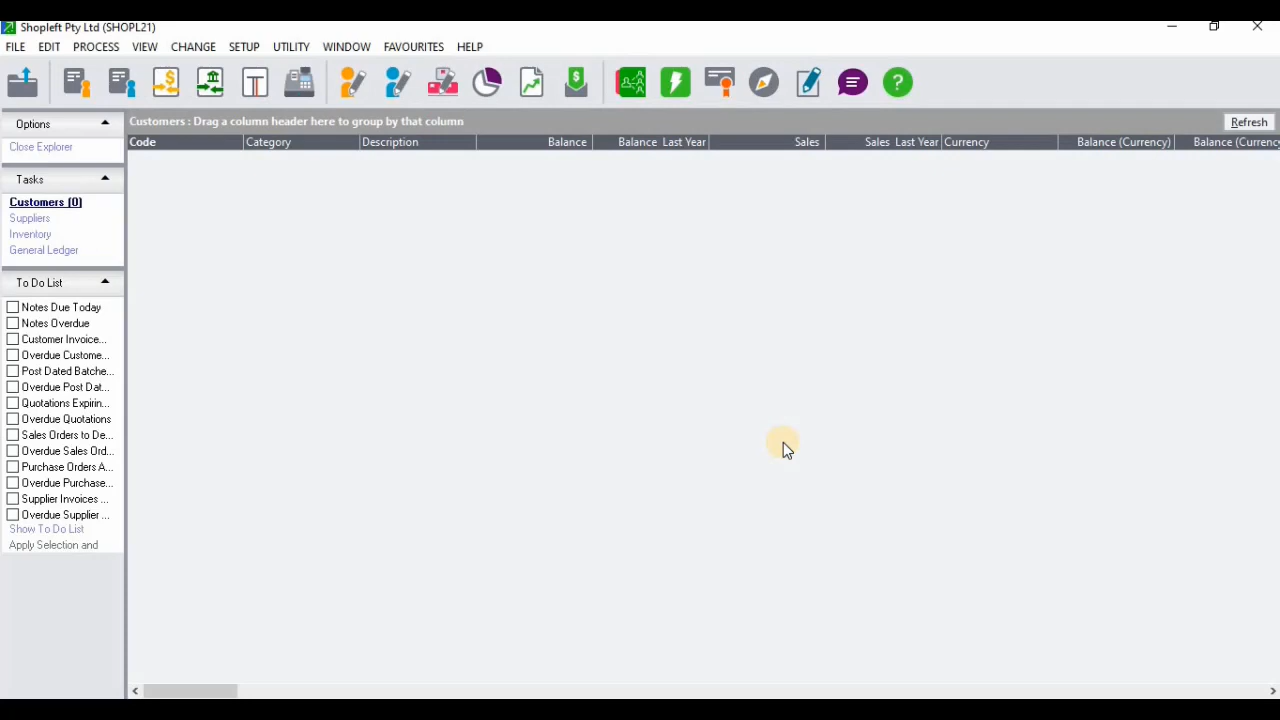 Shopleft Pty Ltd (SHOPL21)
FILE EDIT PROCESS VIEW CHANGE SETUP UTILITY WINDOW FAVOURITES HELP
Options
Close Explorer
Tasks
Customers (0)
Suppliers
Inventory
General Ledger
To Do List
Notes Due Today
Notes Overdue
Customer Invoice...
Overdue Custome...
Post Dated Batche...
Overdue Post Dat...
Quotations Expirin...
Overdue Quotations
Sales Orders to De...
Overdue Sales Ord...
Purchase Orders A...
Overdue Purchase...
Supplier Invoices ...
Overdue Supplier ...
Show To Do List
Apply Selection and
Customers : Drag a column header here to group by that column
Refresh
Code Category Description Balance Balance Last Year Sales Sales Last Year Currency Balance (Currency) Balance (Currency